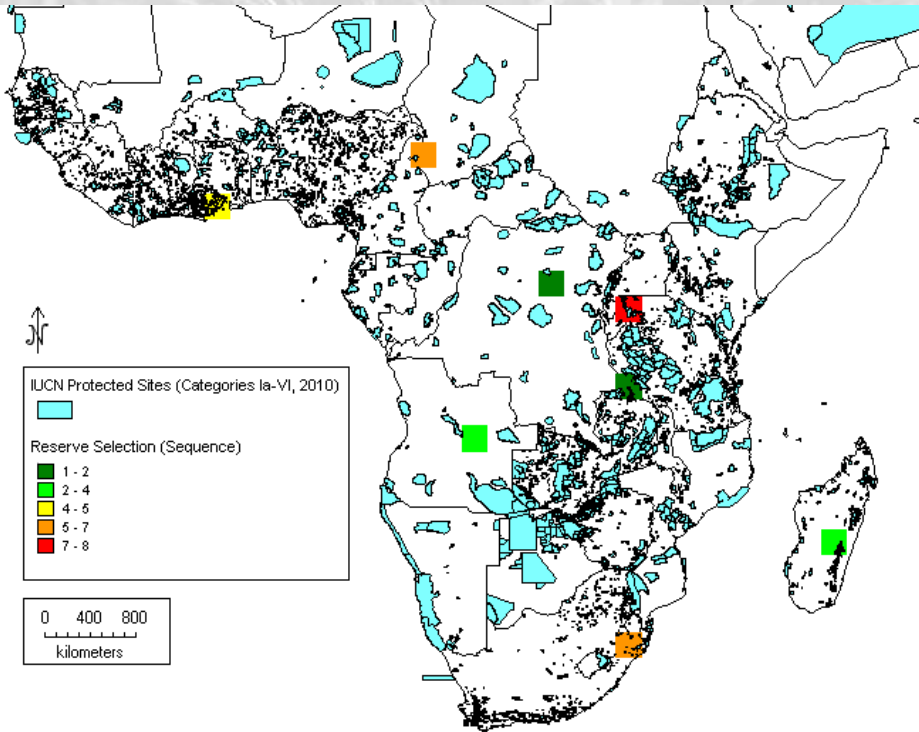 N
IUCN Protected Sites (Categories Ia-VI, 2010)
Reserve Selection (Sequence)
1 - 2
2 - 4
4 - 5
5 - 7
7 - 8
0 400 800
kilometers